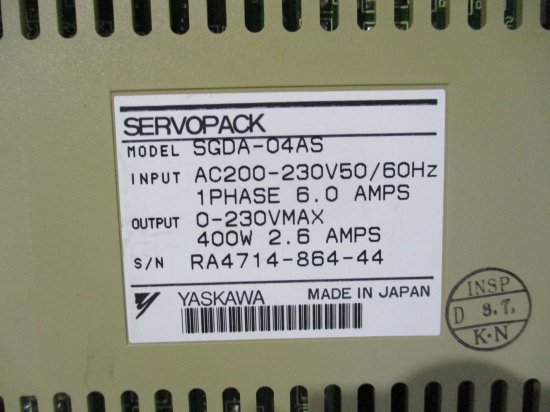 SERVOPACK
MODEL SGDA-04AS
INPUT AC200-230V50/60Hz
1PHASE 6.0 AMPS
OUTPUT 0-230VMAX
400W 2.6 AMPS
S/N RA4714-864-44
YASKAWA MADE IN JAPAN
INSP
D 9.7.
K·N